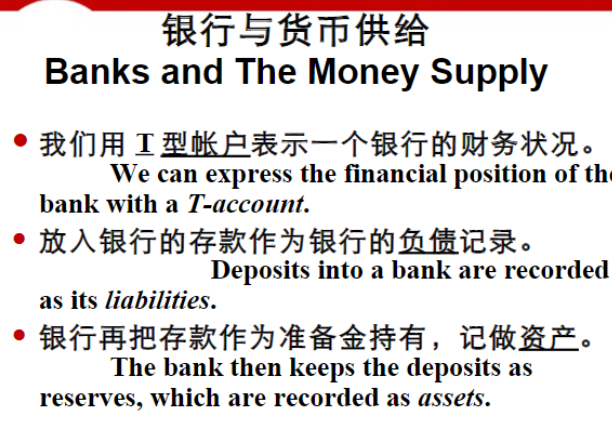 银行与货币供给
Banks and The Money Supply
• 我们用 T 型帐户表示一个银行的财务状况。
We can express the financial position of the
bank with a T-account.
• 放入银行的存款作为银行的负债记录。
Deposits into a bank are recorded
as its liabilities.
• 银行再把存款作为准备金持有，记做资产。
The bank then keeps the deposits as
reserves, which are recorded as assets.